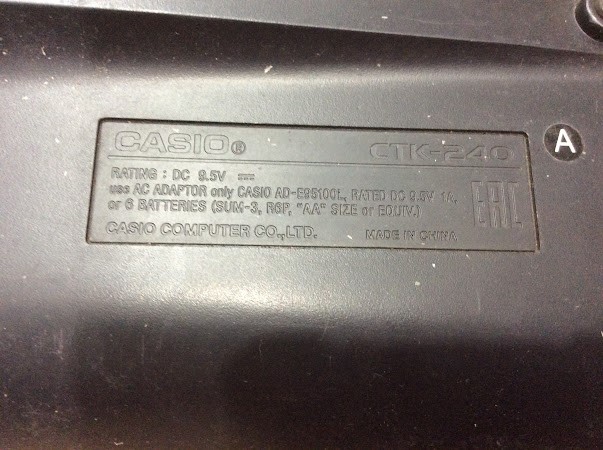 CASIO® CTK-240
A
RATING : DC 9.5V ⎓
use AC ADAPTOR only CASIO AD-E95100L, RATED DC 9.5V 1A,
or 6 BATTERIES (SUM-3, R6P, "AA" SIZE or EQUIV.)
EAC
CASIO COMPUTER CO.,LTD. MADE IN CHINA